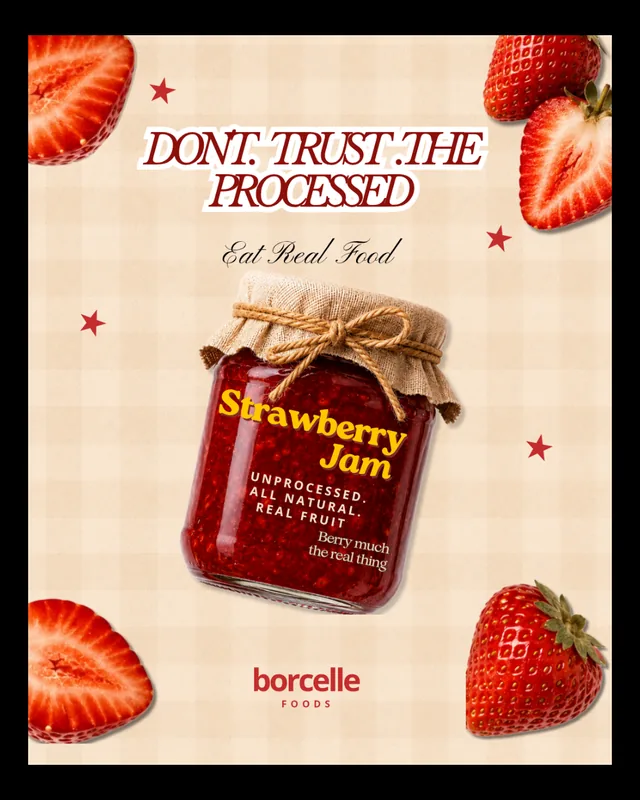 DON'T. TRUST .THE
PROCESSED
Eat Real Food
Strawberry
Jam
UNPROCESSED.
ALL NATURAL.
REAL FRUIT
Berry much
the real thing
borcelle
FOODS